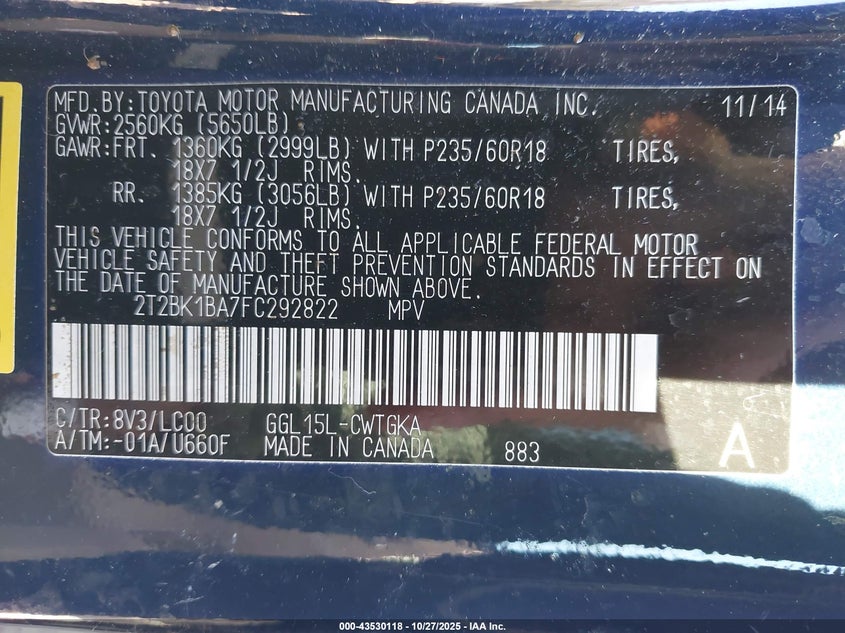 MFD.BY:TOYOTA MOTOR MANUFACTURING CANADA INC. 11/14
GVWR:2560KG (5650LB)
GAWR:FRT. 1360KG (2999LB) WITH P235/60R18 TIRES,
18X7 1/2J RIMS.
RR. 1385KG (3056LB) WITH P235/60R18 TIRES,
18X7 1/2J RIMS.
THIS VEHICLE CONFORMS TO ALL APPLICABLE FEDERAL MOTOR
VEHICLE SAFETY AND THEFT PREVENTION STANDARDS IN EFFECT ON
THE DATE OF MANUFACTURE SHOWN ABOVE.
2T2BK1BA7FC292822 MPV
C/TR:8V3/LC00 GGL15L-CWTGKA
A/TM:-01A/U660F MADE IN CANADA 883 A
000-43530118 - 10/27/2025 - IAA Inc.